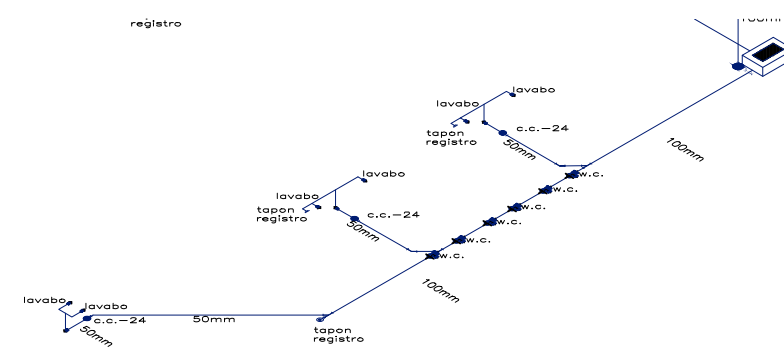 registro
100mm
lavabo
lavabo
c.c.-24
tapon
registro
50mm
100mm
w.c.
lavabo
w.c.
lavabo
w.c.
tapon
registro
c.c.-24
w.c.
50mm
w.c.
w.c.
100mm
lavabo
lavabo
c.c.-24
50mm
50mm
tapon
registro